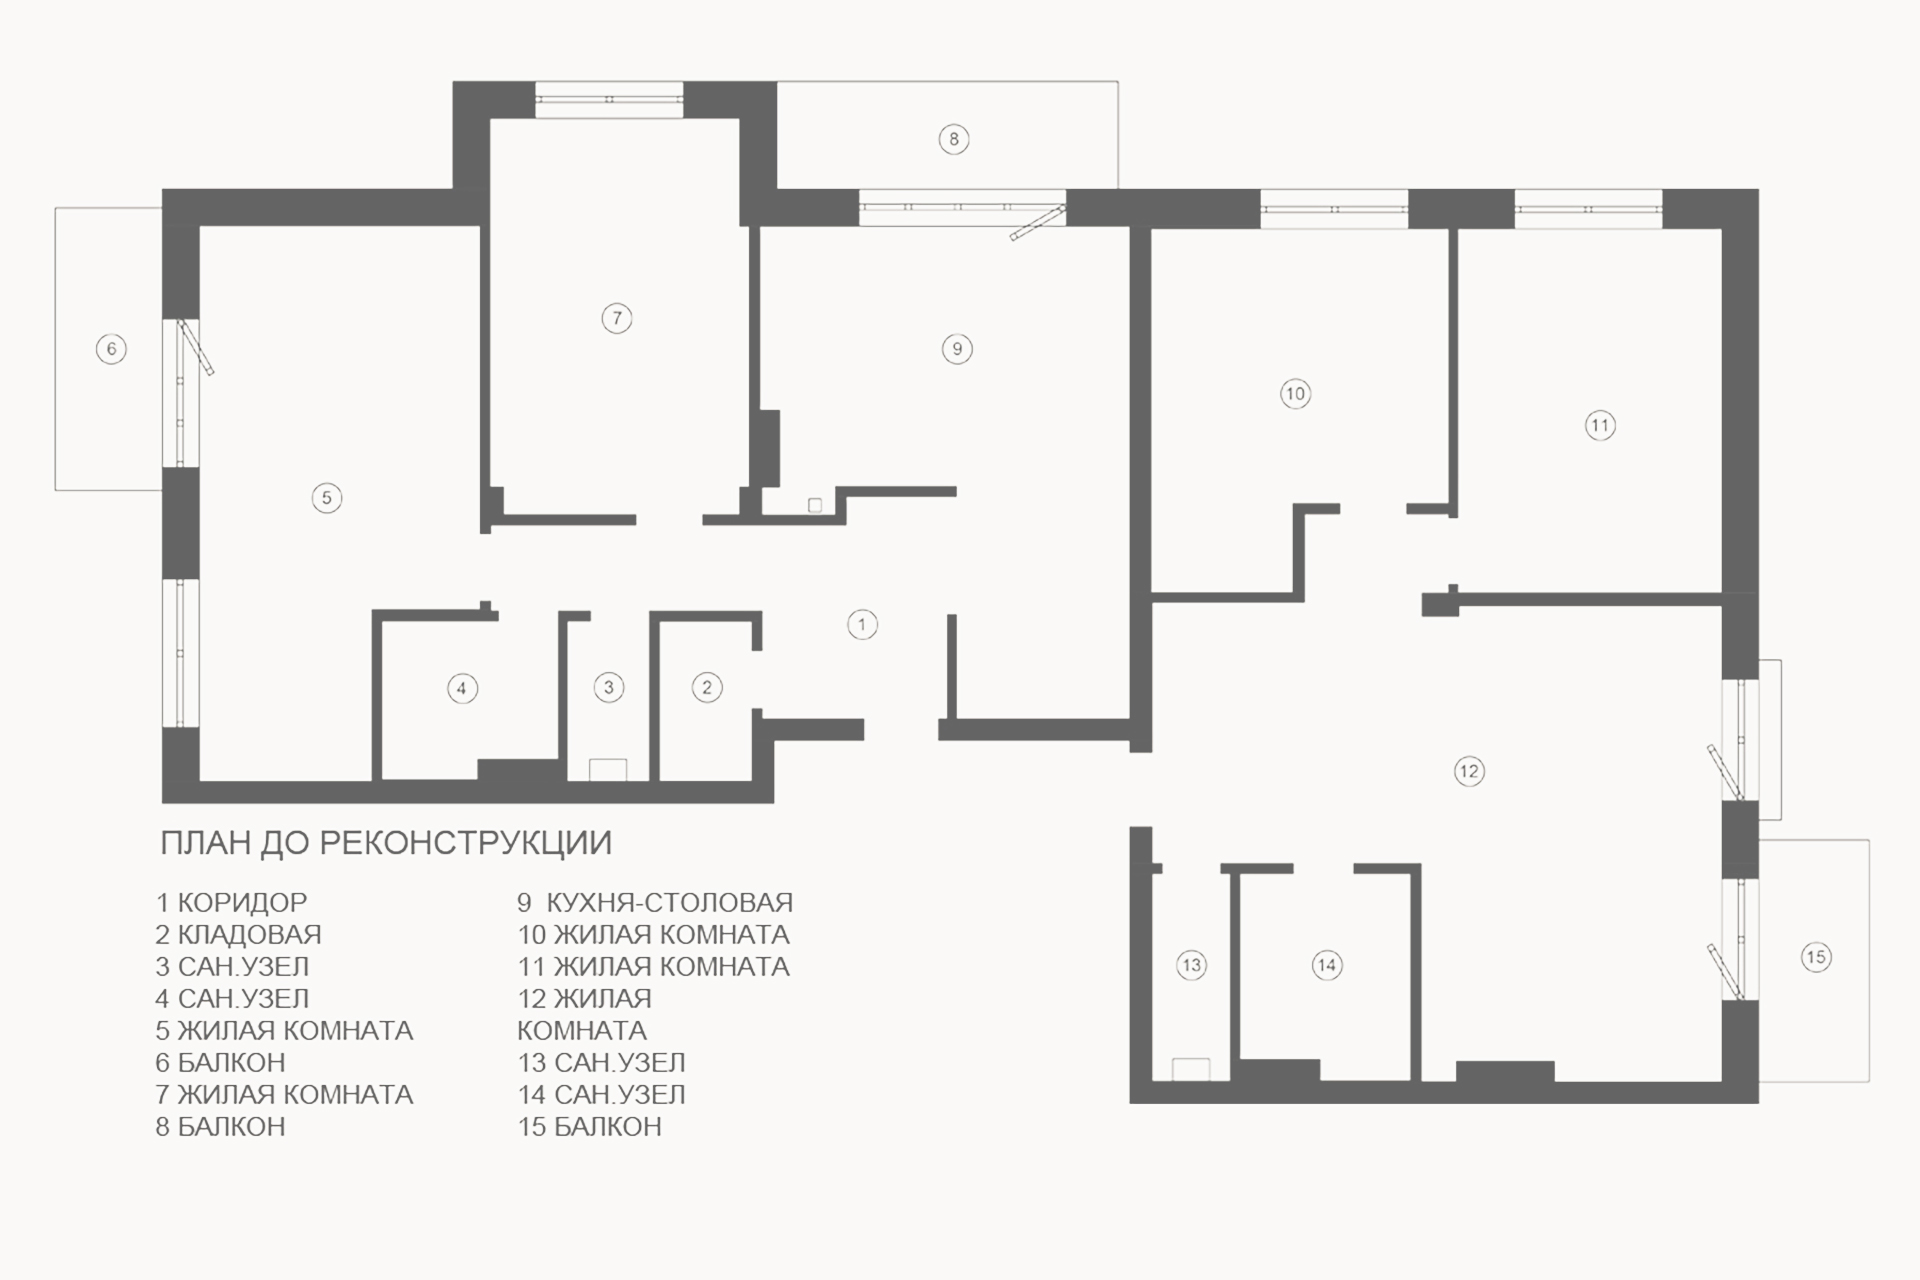 8
6
7
9
10
11
5
1
4
3
2
12
13
14
15
ПЛАН ДО РЕКОНСТРУКЦИИ
1 КОРИДОР
2 КЛАДОВАЯ
3 САН.УЗЕЛ
4 САН.УЗЕЛ
5 ЖИЛАЯ КОМНАТА
6 БАЛКОН
7 ЖИЛАЯ КОМНАТА
8 БАЛКОН
9 КУХНЯ-СТОЛОВАЯ
10 ЖИЛАЯ КОМНАТА
11 ЖИЛАЯ КОМНАТА
12 ЖИЛАЯ
КОМНАТА
13 САН.УЗЕЛ
14 САН.УЗЕЛ
15 БАЛКОН